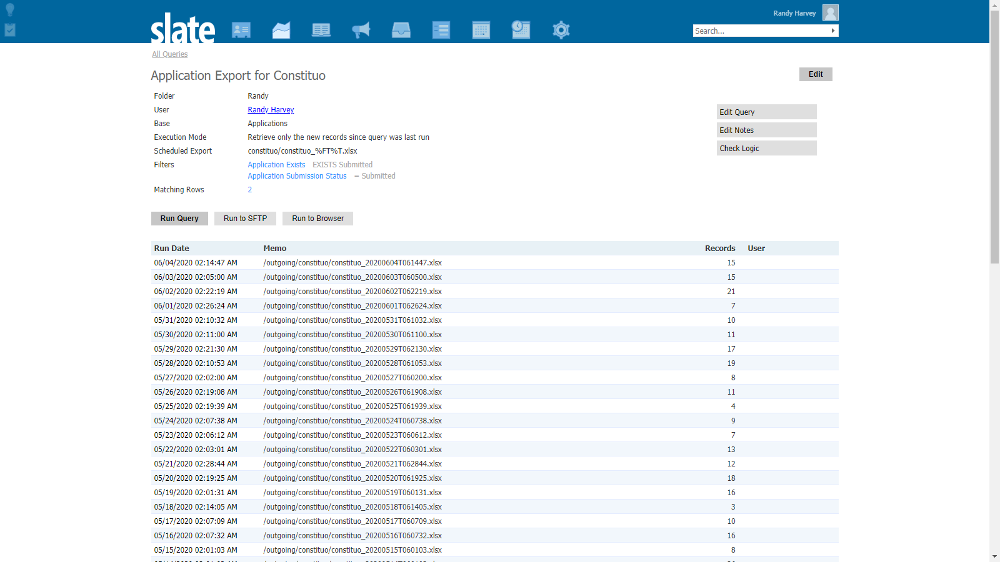 Randy Harvey
slate
Search...
All Queries
Application Export for Constituo
Edit
Folder Randy
User Randy Harvey
Base Applications
Execution Mode Retrieve only the new records since query was last run
Scheduled Export constituo/constituo_%FT%T.xlsx
Filters Application Exists EXISTS Submitted
Application Submission Status = Submitted
Matching Rows 2
Edit Query
Edit Notes
Check Logic
Run Query Run to SFTP Run to Browser
Run Date Memo Records User
06/04/2020 02:14:47 AM /outgoing/constituo/constituo_20200604T061447.xlsx 15
06/03/2020 02:05:00 AM /outgoing/constituo/constituo_20200603T060500.xlsx 15
06/02/2020 02:22:19 AM /outgoing/constituo/constituo_20200602T062219.xlsx 21
06/01/2020 02:26:24 AM /outgoing/constituo/constituo_20200601T062624.xlsx 7
05/31/2020 02:10:32 AM /outgoing/constituo/constituo_20200531T061032.xlsx 10
05/30/2020 02:11:00 AM /outgoing/constituo/constituo_20200530T061100.xlsx 11
05/29/2020 02:21:30 AM /outgoing/constituo/constituo_20200529T062130.xlsx 17
05/28/2020 02:10:53 AM /outgoing/constituo/constituo_20200528T061053.xlsx 19
05/27/2020 02:02:00 AM /outgoing/constituo/constituo_20200527T060200.xlsx 8
05/26/2020 02:19:08 AM /outgoing/constituo/constituo_20200526T061908.xlsx 11
05/25/2020 02:19:39 AM /outgoing/constituo/constituo_20200525T061939.xlsx 4
05/24/2020 02:07:38 AM /outgoing/constituo/constituo_20200524T060738.xlsx 9
05/23/2020 02:06:12 AM /outgoing/constituo/constituo_20200523T060612.xlsx 7
05/22/2020 02:03:01 AM /outgoing/constituo/constituo_20200522T060301.xlsx 13
05/21/2020 02:28:44 AM /outgoing/constituo/constituo_20200521T062844.xlsx 12
05/20/2020 02:19:25 AM /outgoing/constituo/constituo_20200520T061925.xlsx 18
05/19/2020 02:01:31 AM /outgoing/constituo/constituo_20200519T060131.xlsx 16
05/18/2020 02:14:05 AM /outgoing/constituo/constituo_20200518T061405.xlsx 3
05/17/2020 02:07:09 AM /outgoing/constituo/constituo_20200517T060709.xlsx 10
05/16/2020 02:07:32 AM /outgoing/constituo/constituo_20200516T060732.xlsx 16
05/15/2020 02:01:03 AM /outgoing/constituo/constituo_20200515T060103.xlsx 8